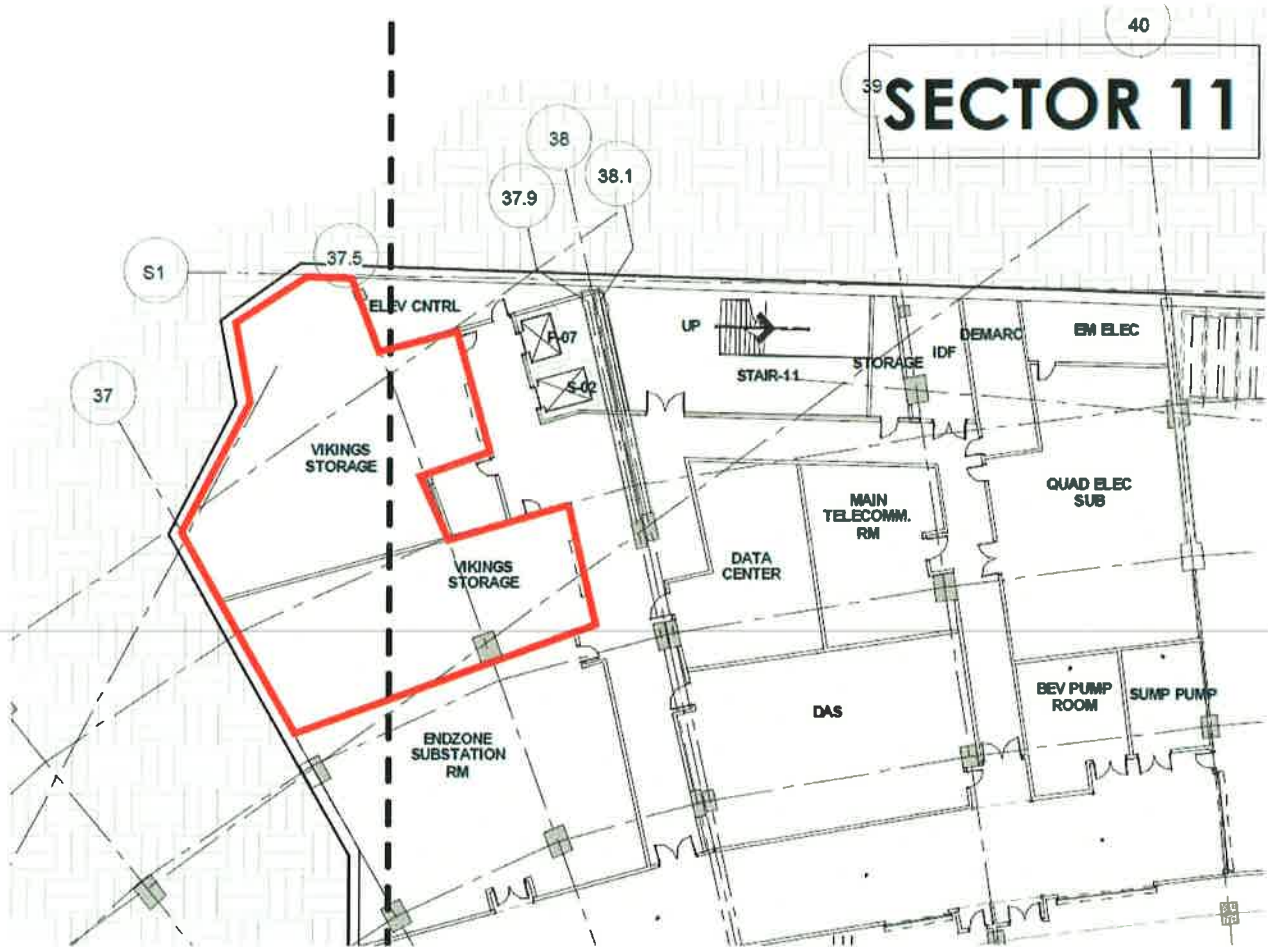 40
39
SECTOR 11
38
38.1
37.9
37.5
S1
ELEV CNTRL
P-07
UP
STORAGE
IDF
DEMARC
EM ELEC
STAIR-11
S-02
37
VIKINGS
STORAGE
QUAD ELEC
SUB
MAIN
TELECOMM.
RM
DATA
CENTER
VIKINGS
STORAGE
BEV PUMP
ROOM
SUMP PUMP
DAS
ENDZONE
SUBSTATION
RM